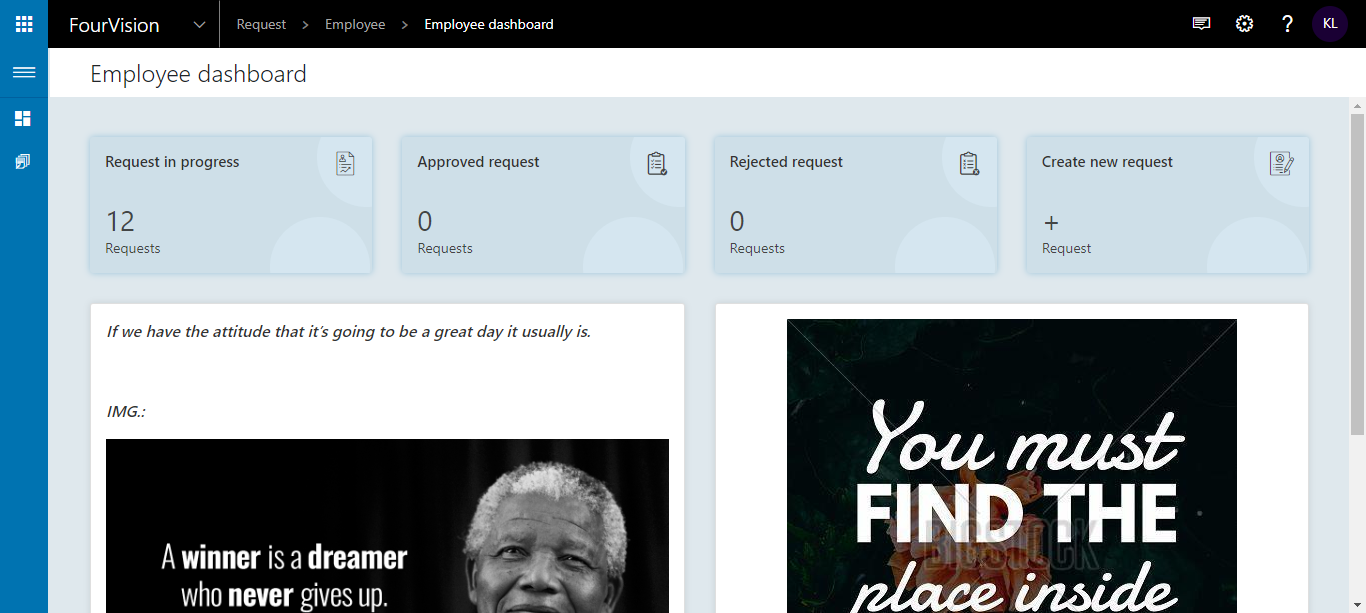 FourVision
Request > Employee > Employee dashboard
? KL
Employee dashboard
Request in progress
12
Requests
Approved request
0
Requests
Rejected request
0
Requests
Create new request
+
Request
If we have the attitude that it's going to be a great day it usually is.
IMG.:
A winner is a dreamer
who never gives up.
You must
FIND THE
place inside
BIGSTOCK